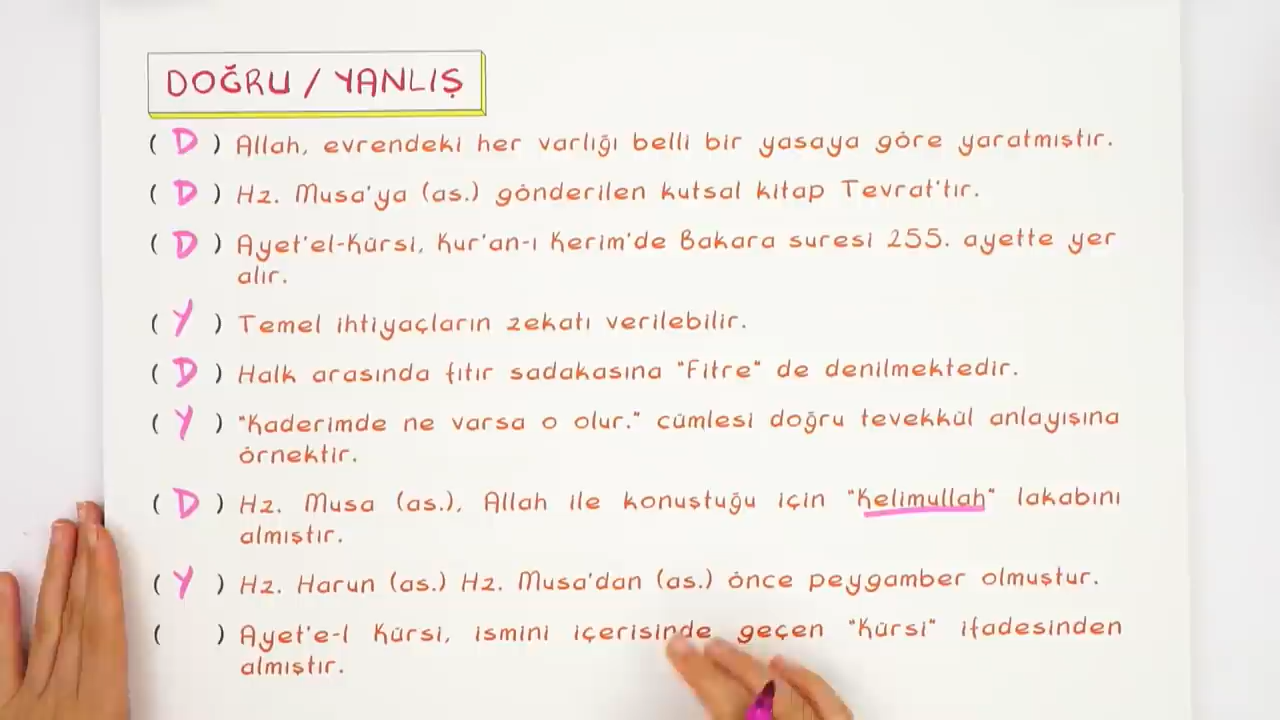 DOĞRU / YANLIŞ
( D ) Allah, evrendeki her varlığı belli bir yasaya göre yaratmıştır.
( D ) Hz. Musa'ya (as.) gönderilen kutsal kitap Tevrat'tır.
( D ) Ayet'el-Kürsi, Kur'an-ı Kerim'de Bakara suresi 255. ayette yer
alır.
( Y ) Temel ihtiyaçların zekatı verilebilir.
( D ) Halk arasında fıtır sadakasına "Fitre" de denilmektedir.
( Y ) "Kaderimde ne varsa o olur." cümlesi doğru tevekkül anlayışına
örnektir.
( D ) Hz. Musa (as.), Allah ile konuştuğu için "Kelimullah" lakabını
almıştır.
( Y ) Hz. Harun (as.) Hz. Musa'dan (as.) önce peygamber olmuştur.
( ) Ayet'e-l Kürsi, ismini içerisinde geçen "Kürsi" ifadesinden
almıştır.